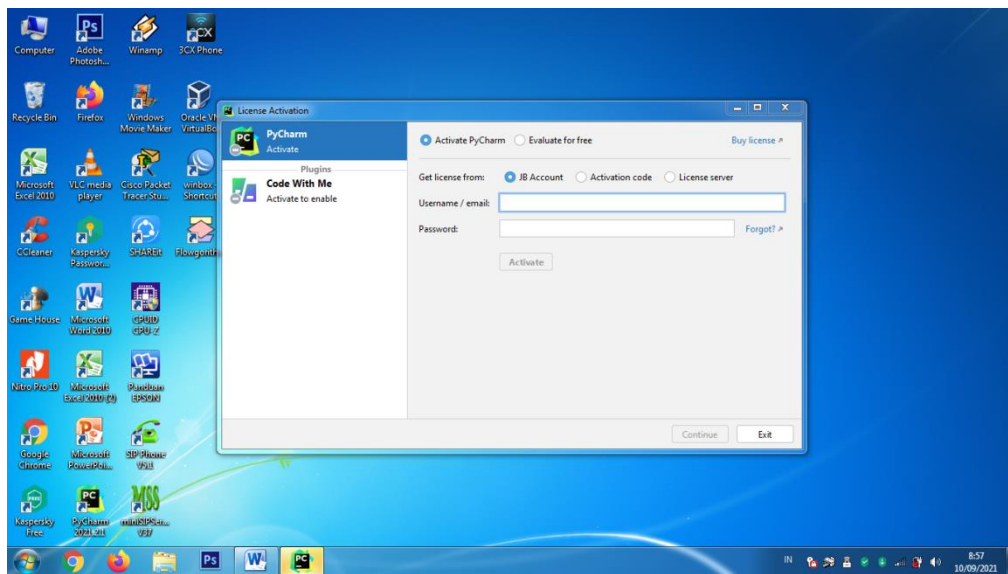 Computer
Adobe
Photosh...
Winamp
3CX Phone
Recycle Bin
Firefox
Windows
Movie Maker
Oracle VM
VirtualBo
Microsoft
Excel 2010
VLC media
player
Cisco Packet
Tracer Stu...
winbox -
Shortcut
CCleaner
Kaspersky
Passwor...
SHAREit
Flowgorith
Game House
Microsoft
Word 2010
CPUID
CPU-Z
Nitro Pro 10
Microsoft
Excel 2010 (2)
Panduan
EPSON
Google
Chrome
Microsoft
PowerPoi...
SIP Phone
Kaspersky
Free
PyCharm
2021.2.1
MSS
miniSIPSer...
V37
License Activation
PyCharm
Activate
Plugins
Code With Me
Activate to enable
Activate PyCharm
Evaluate for free
Buy license ↗
Get license from:
JB Account
Activation code
License server
Username / email:
Password:
Forgot? ↗
Activate
Continue
Exit
IN
8:57
10/09/2021